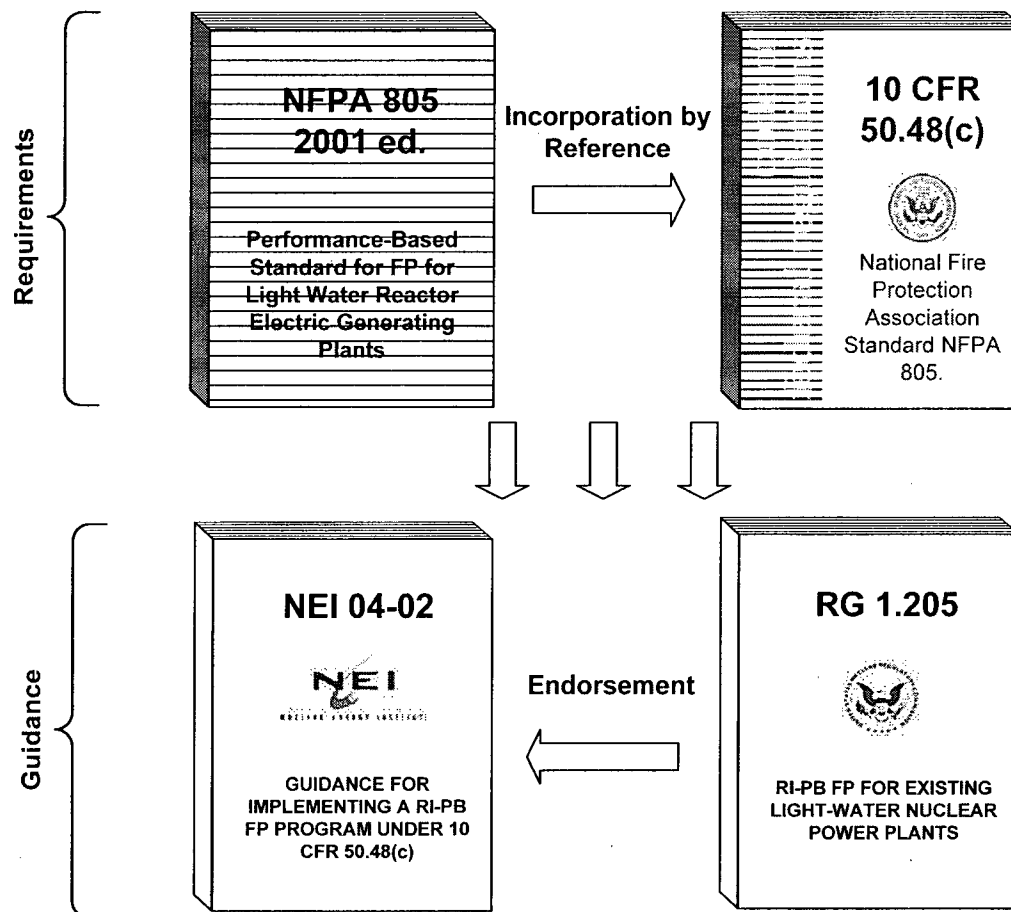 Requirements
NFPA 805
2001 ed.
Performance-Based
Standard for FP for
Light Water Reactor
Electric Generating
Plants
Incorporation by
Reference
10 CFR
50.48(c)
National Fire
Protection
Association
Standard NFPA
805.
Guidance
NEI 04-02
NEI
NUCLEAR ENERGY INSTITUTE
GUIDANCE FOR
IMPLEMENTING A RI-PB
FP PROGRAM UNDER 10
CFR 50.48(c)
Endorsement
RG 1.205
RI-PB FP FOR EXISTING
LIGHT-WATER NUCLEAR
POWER PLANTS